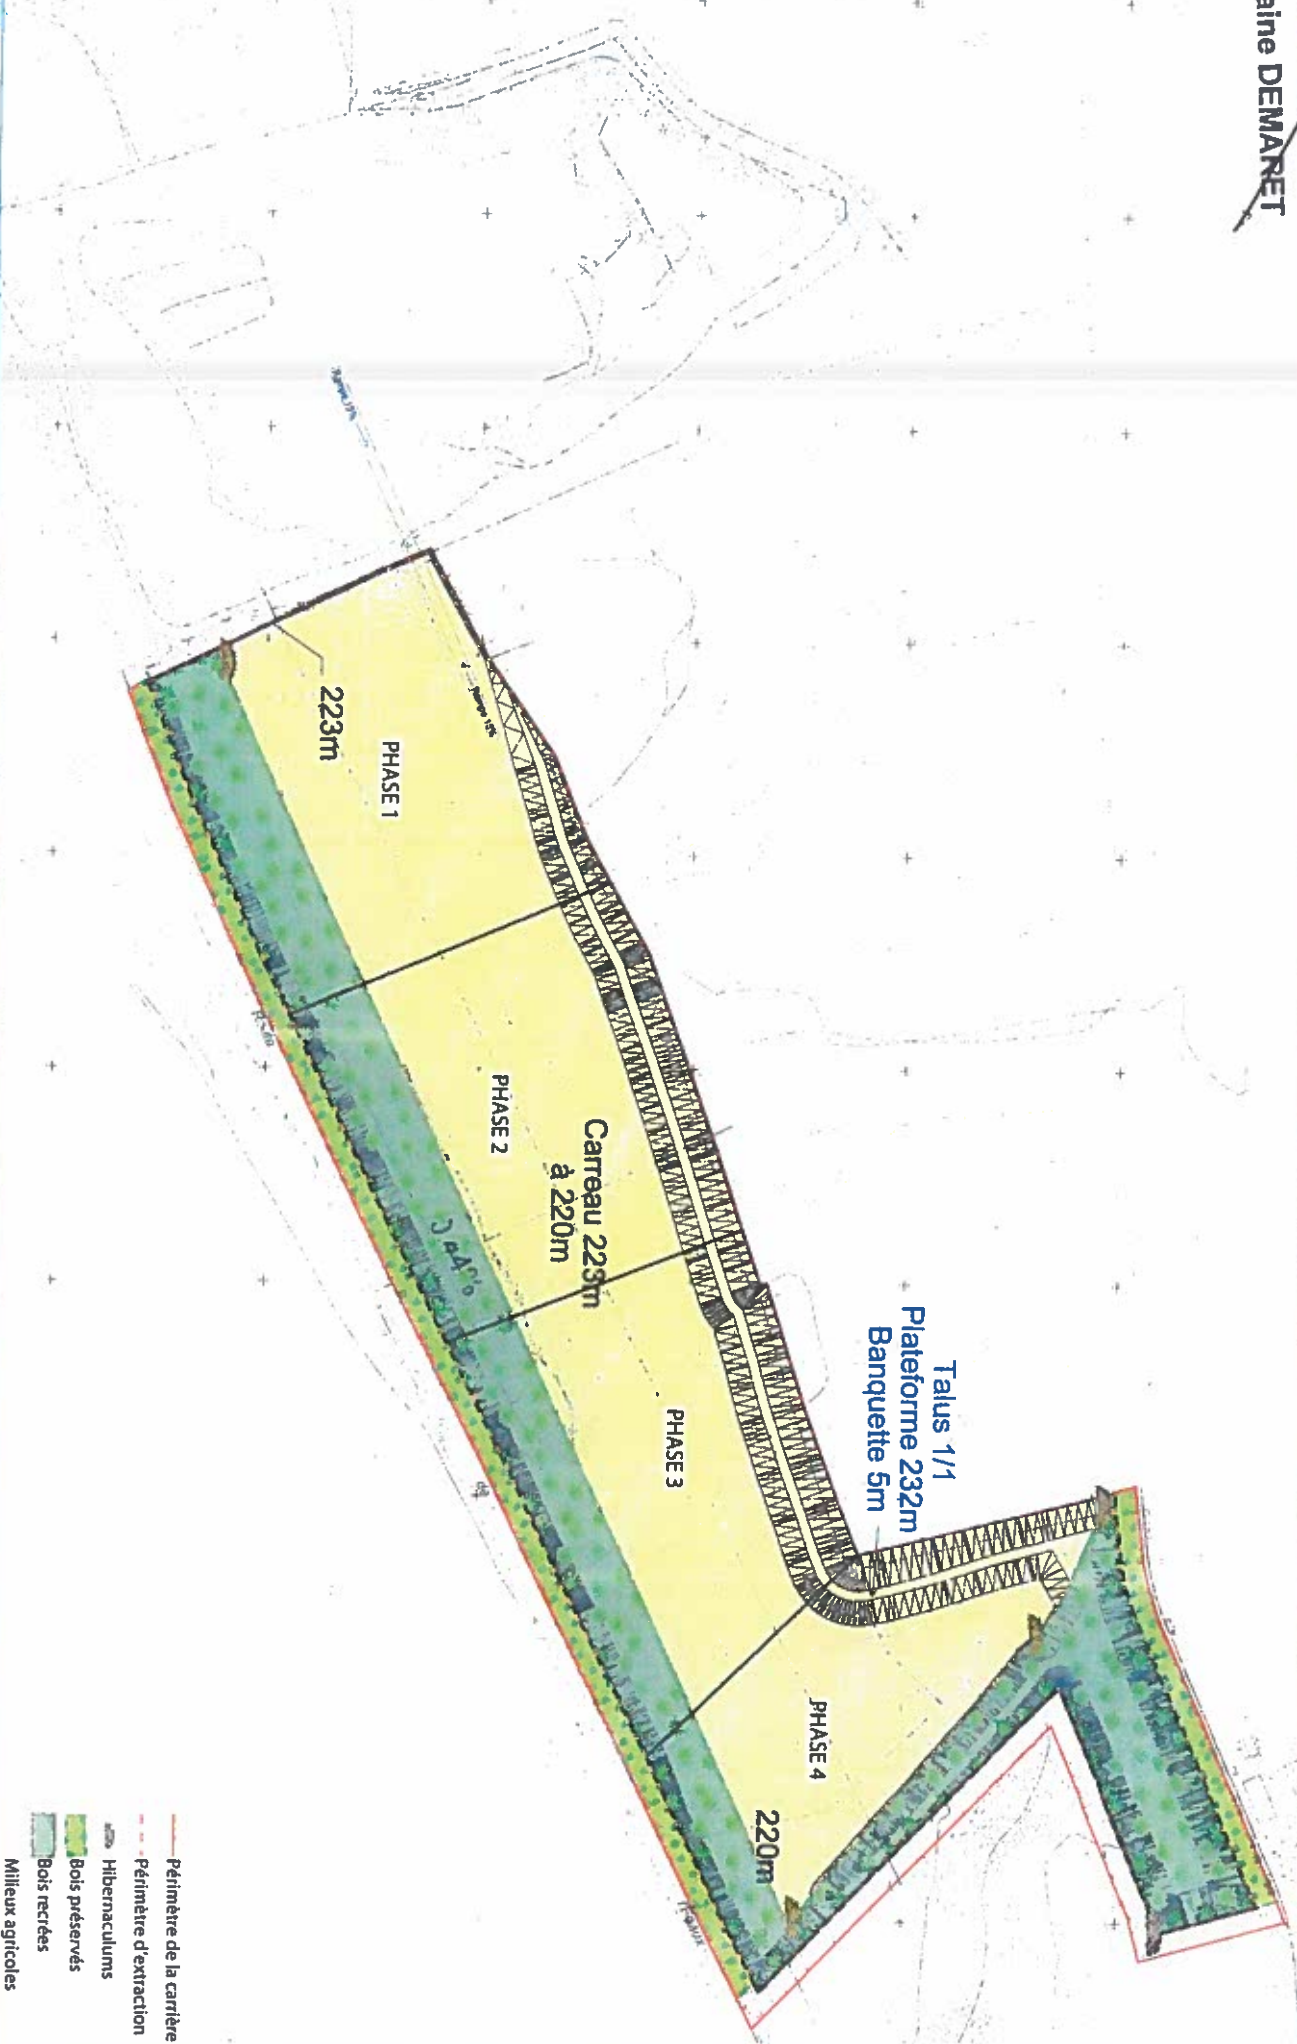 aine DEMARET
223m
PHASE 1
PHASE 2
Carreau 223m
à 220m
PHASE 3
Talus 1/1
Plateforme 232m
Banquette 5m
PHASE 4
220m
Périmètre de la carrière
Périmètre d'extraction
Hibernaculums
Bois préservés
Bois recrées
Milieux agricoles